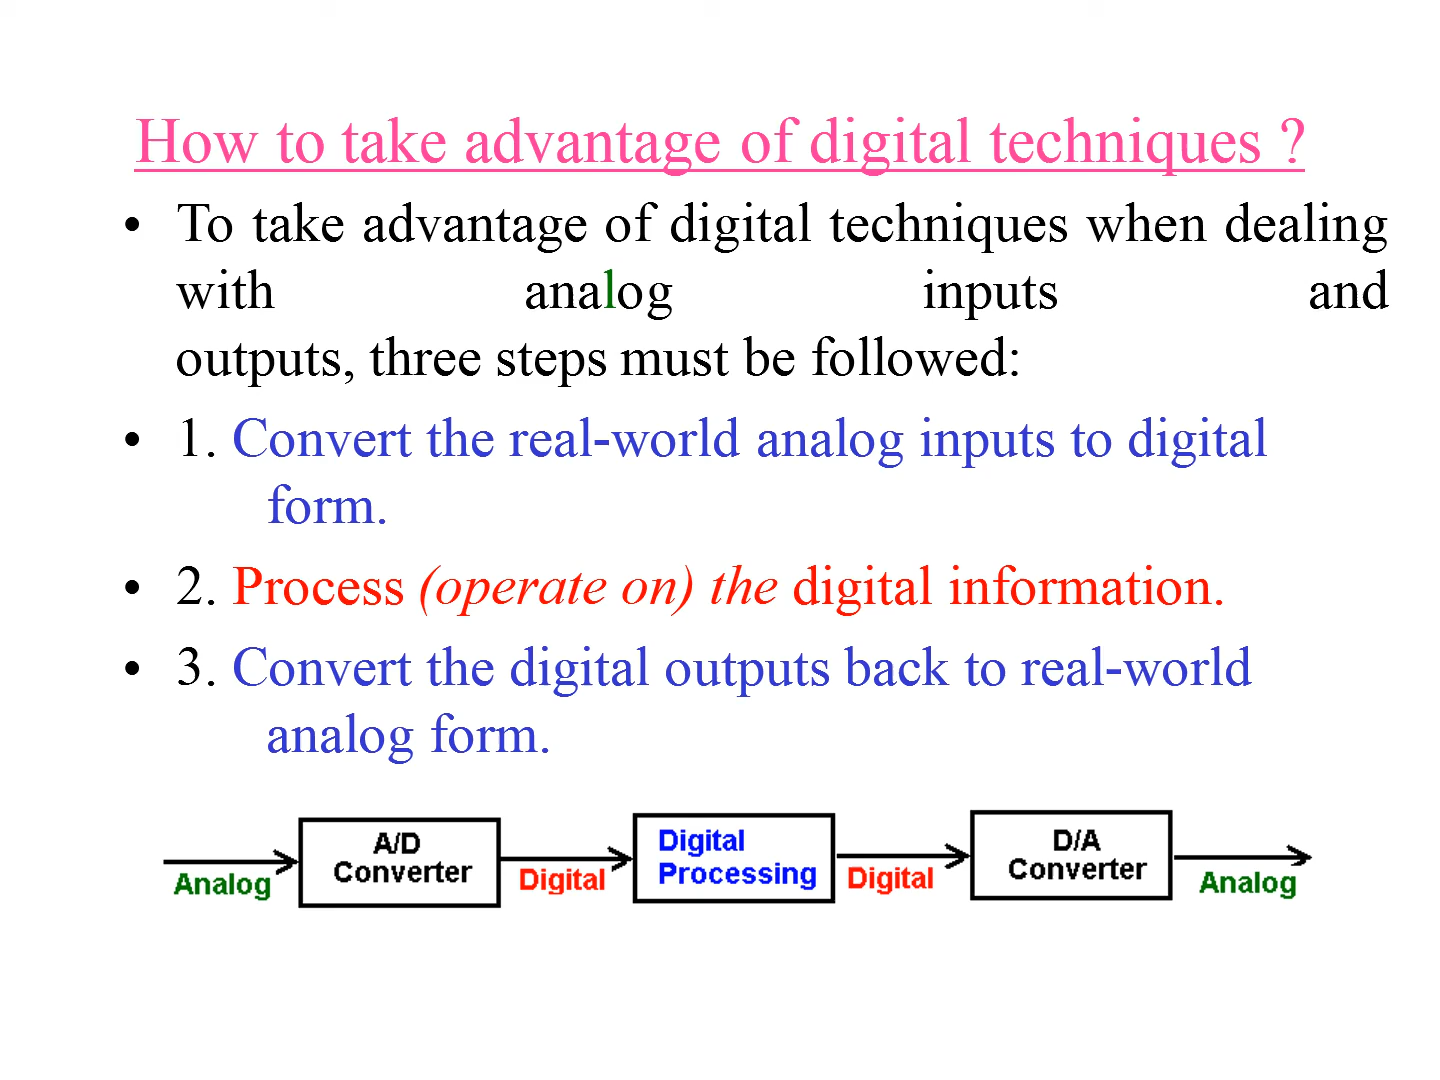 How to take advantage of digital techniques ?
• To take advantage of digital techniques when dealing
with analog inputs and
outputs, three steps must be followed:
• 1. Convert the real-world analog inputs to digital
form.
• 2. Process (operate on) the digital information.
• 3. Convert the digital outputs back to real-world
analog form.
Analog
A/D
Converter
Digital
Digital
Processing
Digital
D/A
Converter
Analog